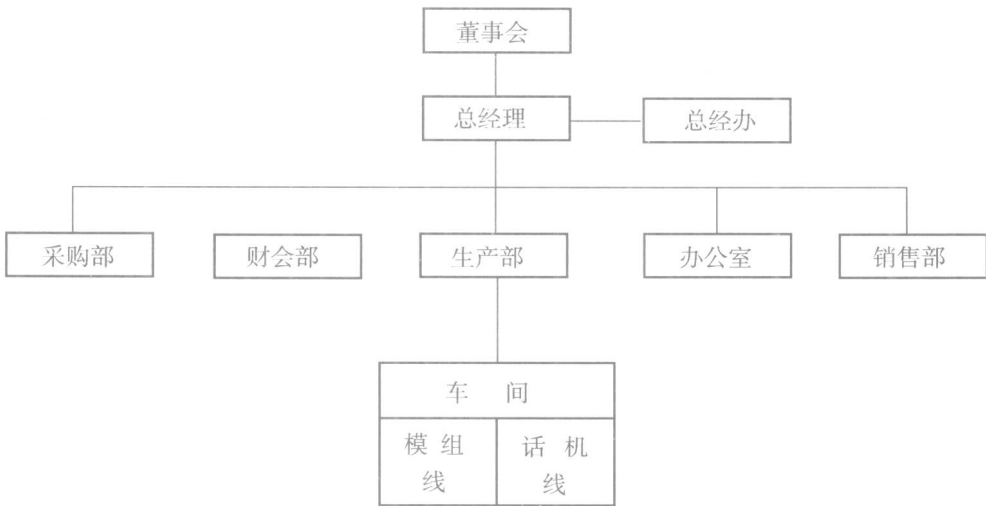 董事会
总经理
总经办
采购部
财会部
生产部
办公室
销售部
车 间
模 组
线
话 机
线